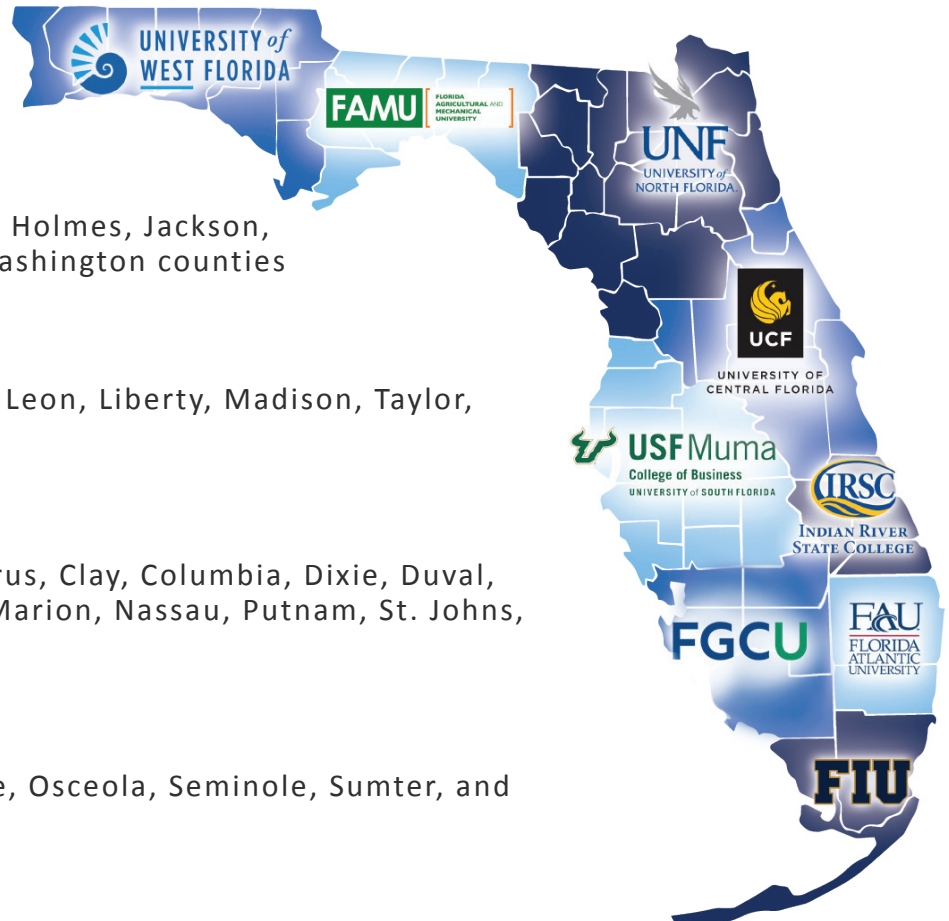 UNIVERSITY of
WEST FLORIDA
FAMU
FLORIDA
AGRICULTURAL AND
MECHANICAL
UNIVERSITY
UNF
UNIVERSITY of
NORTH FLORIDA.
Holmes, Jackson,
ashington counties
UCF
UNIVERSITY OF
CENTRAL FLORIDA
Leon, Liberty, Madison, Taylor,
USF Muma
College of Business
UNIVERSITY of SOUTH FLORIDA
IRSC
INDIAN RIVER
STATE COLLEGE
rus, Clay, Columbia, Dixie, Duval,
Marion, Nassau, Putnam, St. Johns,
FGCU
FAU
FLORIDA
ATLANTIC
UNIVERSITY
e, Osceola, Seminole, Sumter, and
FIU